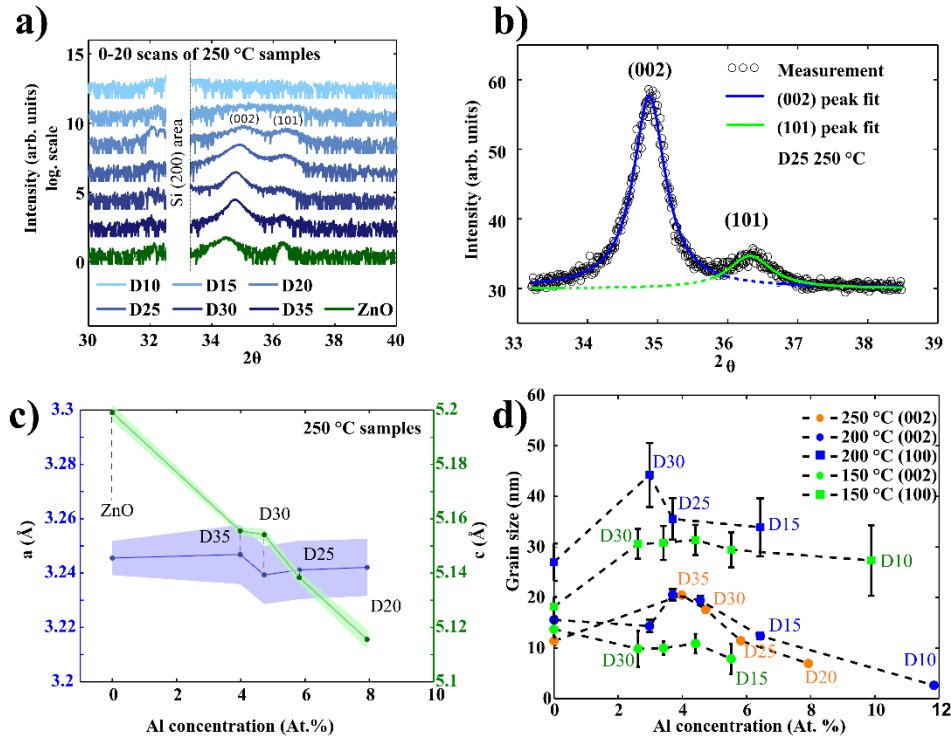 a)
0-2θ scans of 250 °C samples
Intensity (arb. units)
log. scale
15
10
5
0
Si (200) area
(002)
(101)
D10
D15
D20
D25
D30
D35
ZnO
30
32
34
36
38
40
2θ
b)
Intensity (arb. units)
60
50
40
30
(002)
(101)
Measurement
(002) peak fit
(101) peak fit
D25 250 °C
33
34
35
36
37
38
39
2θ
c)
250 °C samples
a (Å)
3.3
3.28
3.26
3.24
3.22
3.2
c (Å)
5.2
5.18
5.16
5.14
5.12
5.1
ZnO
D35
D30
D25
D20
0
2
4
6
8
10
Al concentration (At.%)
d)
Grain size (nm)
60
50
40
30
20
10
0
250 °C (002)
200 °C (002)
200 °C (100)
150 °C (002)
150 °C (100)
D30
D25
D15
D30
D10
D35
D30
D15
D25
D20
D10
D30
D15
0
2
4
6
8
10
12
Al concentration (At. %)